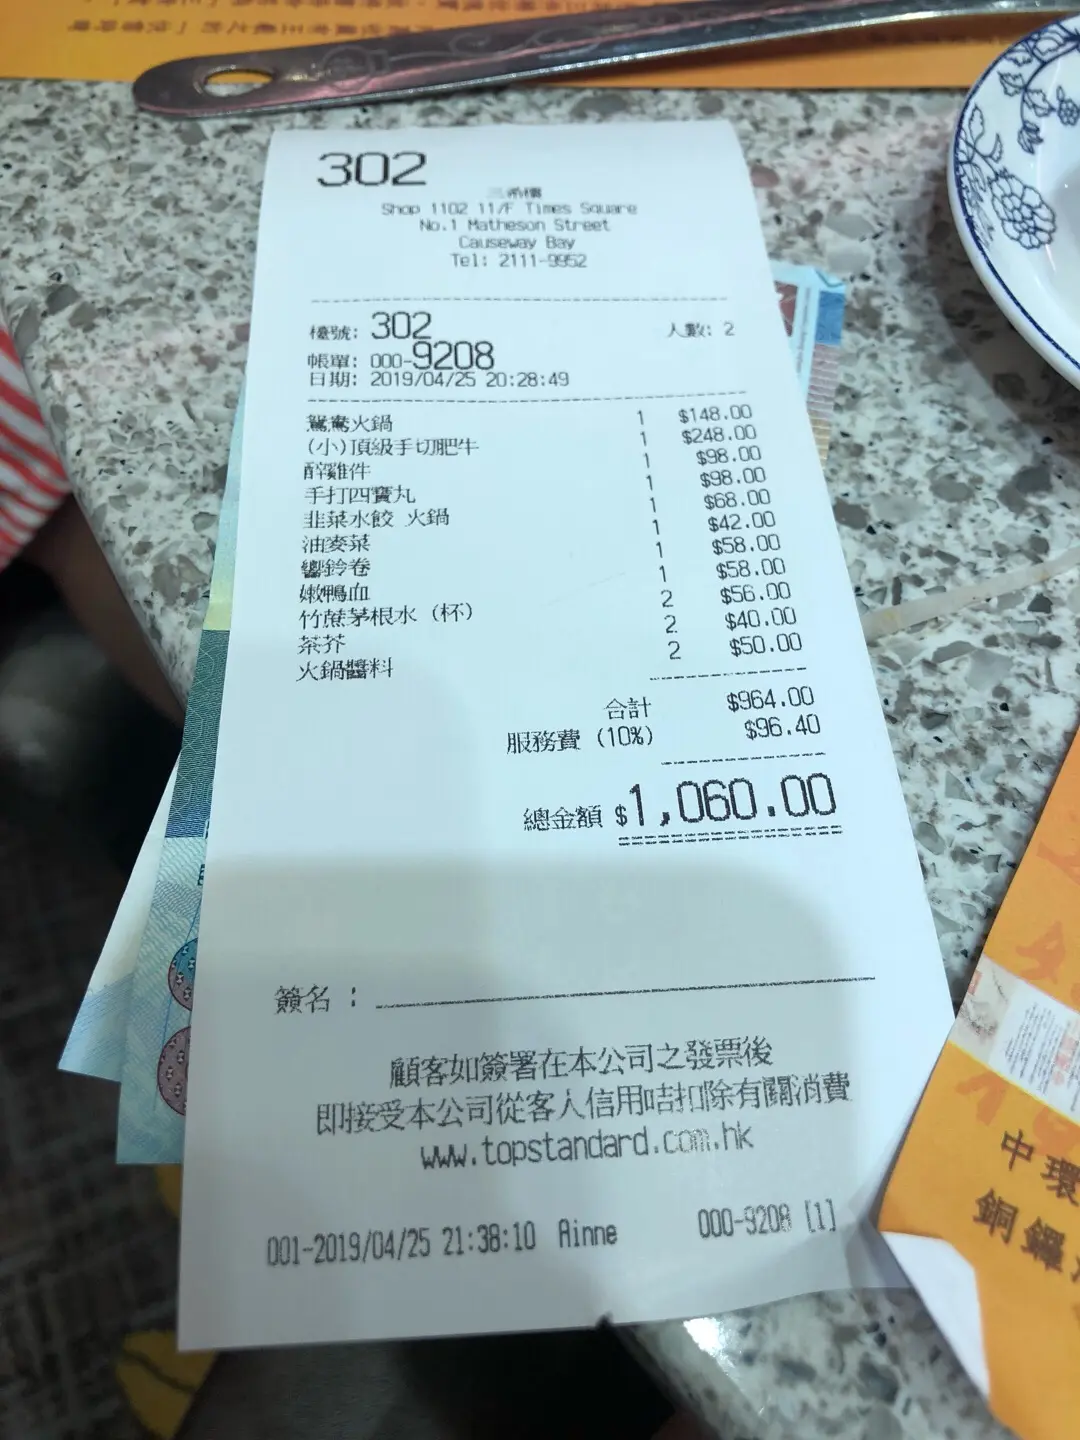 302
希樓
Shop 1102 11/F Times Square
No.1 Matheson Street
Causeway Bay
Tel: 2111-9952
檯號: 302 人數: 2
帳單: 000-9208
日期: 2019/04/25 20:28:49
鴛鴦火鍋 1 $148.00
(小)頂級手切肥牛 1 $248.00
醉雞件 1 $98.00
手打四寶丸 1 $98.00
韭菜水餃 火鍋 1 $68.00
油麥菜 1 $42.00
響鈴卷 1 $58.00
嫩鴨血 1 $58.00
竹蔗茅根水 (杯) 2 $56.00
茶芥 2 $40.00
火鍋醬料 2 $50.00
合計 $964.00
服務費 (10%) $96.40
總金額 $1,060.00
簽名 :
顧客如簽署在本公司之發票後
即接受本公司從客人信用咭扣除有關消費
www.topstandard.com.hk
001-2019/04/25 21:38:10 Ainne 000-9208 [1]
中環
銅鑼